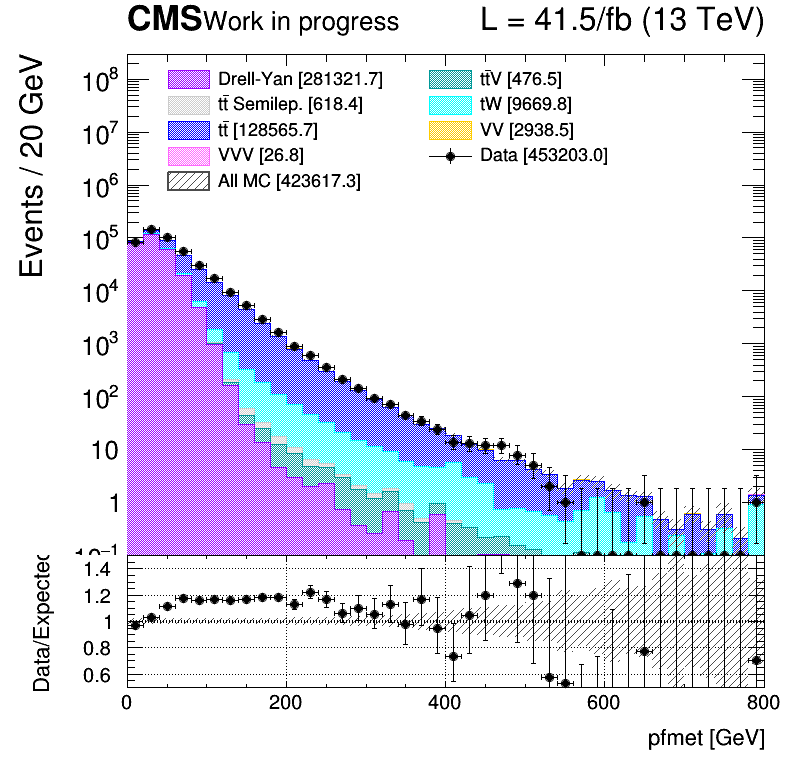 CMS Work in progress L = 41.5/fb (13 TeV)
Events / 20 GeV
Drell-Yan [281321.7] tt̄V [476.5]
tt̄ Semilep. [618.4] tW [9669.8]
tt̄ [128565.7] VV [2938.5]
VVV [26.8] Data [453203.0]
All MC [423617.3]
10⁸
10⁷
10⁶
10⁵
10⁴
10³
10²
10
1
10⁻¹
Data/Expected
1.4
1.2
1
0.8
0.6
0 200 400 600 800
pfmet [GeV]